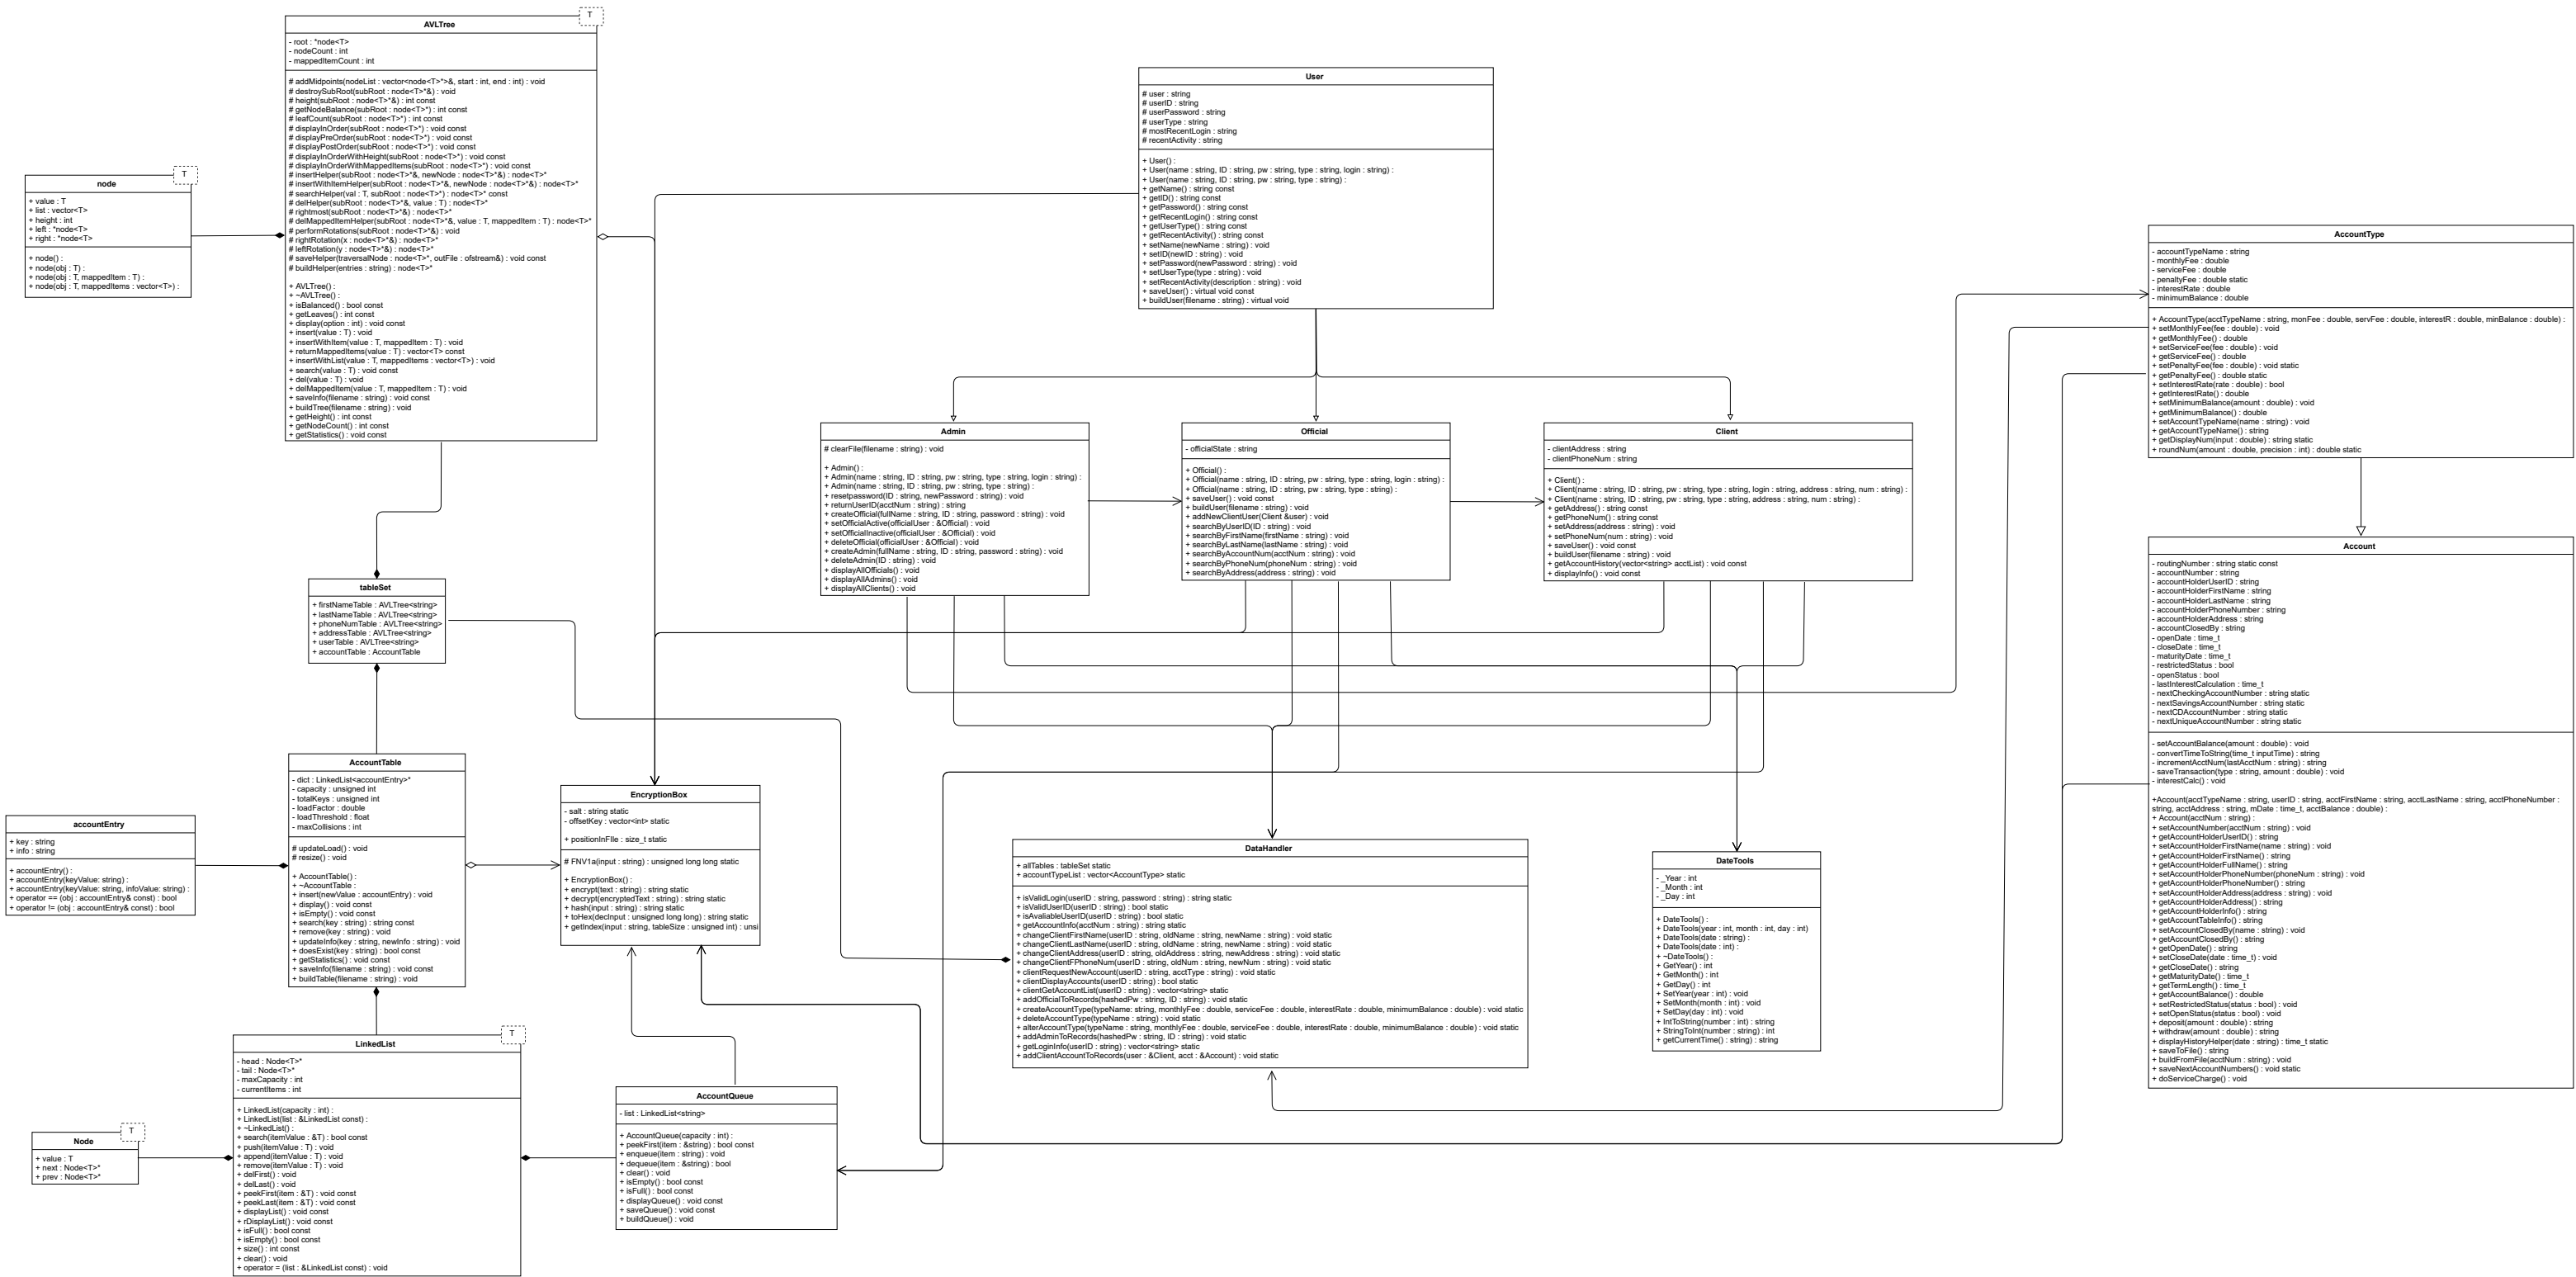 T
AVLTree
- root : *node<T>
- nodeCount : int
- mappedItemCount : int
# addMidpoints(nodeList : vector<node<T>*>&, start : int, end : int) : void
# destroySubRoot(subRoot : node<T>*&) : void
# height(subRoot : node<T>*&) : int const
# getNodeBalance(subRoot : node<T>*) : int const
# leafCount(subRoot : node<T>*) : int const
# displayInOrder(subRoot : node<T>*) : void const
# displayPreOrder(subRoot : node<T>*) : void const
# displayPostOrder(subRoot : node<T>*) : void const
# displayInOrderWithHeight(subRoot : node<T>*) : void const
# displayInOrderWithMappedItems(subRoot : node<T>*) : void const
# insertHelper(subRoot : node<T>*&, newNode : node<T>*&) : node<T>*
# insertWithItemHelper(subRoot : node<T>*&, newNode : node<T>*&) : node<T>*
# searchHelper(val : T, subRoot : node<T>*) : node<T>* const
# delHelper(subRoot : node<T>*&, value : T) : node<T>*
# rightmost(subRoot : node<T>*&) : node<T>*
# delMappedItemHelper(subRoot : node<T>*&, value : T, mappedItem : T) : node<T>*
# performRotations(subRoot : node<T>*&) : void
# rightRotation(x : node<T>*&) : node<T>*
# leftRotation(y : node<T>*&) : node<T>*
# saveHelper(traversalNode : node<T>*, outFile : ofstream&) : void const
# buildHelper(entries : string) : node<T>*
+ AVLTree() :
+ ~AVLTree() :
+ isBalanced() : bool const
+ getLeaves() : int const
+ display(option : int) : void const
+ insert(value : T) : void
+ insertWithItem(value : T, mappedItem : T) : void
+ returnMappedItems(value : T) : vector<T> const
+ insertWithList(value : T, mappedItems : vector<T>) : void
+ search(value : T) : void const
+ del(value : T) : void
+ delMappedItem(value : T, mappedItem : T) : void
+ saveInfo(filename : string) : void const
+ buildTree(filename : string) : void
+ getHeight() : int const
+ getNodeCount() : int const
+ getStatistics() : void const
T
node
+ value : T
+ list : vector<T>
+ height : int
+ left : *node<T>
+ right : *node<T>
+ node() :
+ node(obj : T) :
+ node(obj : T, mappedItem : T) :
+ node(obj : T, mappedItems : vector<T>) :
User
# user : string
# userID : string
# userPassword : string
# userType : string
# mostRecentLogin : string
# recentActivity : string
+ User() :
+ User(name : string, ID : string, pw : string, type : string, login : string) :
+ User(name : string, ID : string, pw : string, type : string) :
+ getName() : string const
+ getID() : string const
+ getPassword() : string const
+ getRecentLogin() : string const
+ getUserType() : string const
+ getRecentActivity() : string const
+ setName(newName : string) : void
+ setID(newID : string) : void
+ setPassword(newPassword : string) : void
+ setUserType(type : string) : void
+ setRecentActivity(description : string) : void
+ saveUser() : virtual void const
+ buildUser(filename : string) : virtual void
AccountType
- accountTypeName : string
- monthlyFee : double
- serviceFee : double
- penaltyFee : double static
- interestRate : double
- minimumBalance : double
+ AccountType(acctTypeName : string, monFee : double, servFee : double, interestR : double, minBalance : double) :
+ setMonthlyFee(fee : double) : void
+ getMonthlyFee() : double
+ setServiceFee(fee : double) : void
+ getServiceFee() : double
+ setPenaltyFee(fee : double) : void static
+ getPenaltyFee() : double static
+ setInterestRate(rate : double) : bool
+ getInterestRate() : double
+ setMinimumBalance(amount : double) : void
+ getMinimumBalance() : double
+ setAccountTypeName(name : string) : void
+ getAccountTypeName() : string
+ getDisplayNum(input : double) : string static
+ roundNum(amount : double, precision : int) : double static
Admin
# clearFile(filename : string) : void
+ Admin() :
+ Admin(name : string, ID : string, pw : string, type : string, login : string) :
+ Admin(name : string, ID : string, pw : string, type : string) :
+ resetpassword(ID : string, newPassword : string) : void
+ returnUserID(acctNum : string) : string
+ createOfficial(fullName : string, ID : string, password : string) : void
+ setOfficialActive(officialUser : &Official) : void
+ setOfficialInactive(officialUser : &Official) : void
+ deleteOfficial(officialUser : &Official) : void
+ createAdmin(fullName : string, ID : string, password : string) : void
+ deleteAdmin(ID : string) : void
+ displayAllOfficials() : void
+ displayAllAdmins() : void
+ displayAllClients() : void
Official
- officialState : string
+ Official() :
+ Official(name : string, ID : string, pw : string, type : string, login : string) :
+ Official(name : string, ID : string, pw : string, type : string) :
+ saveUser() : void const
+ buildUser(filename : string) : void
+ addNewClientUser(Client &user) : void
+ searchByUserID(ID : string) : void
+ searchByFirstName(firstName : string) : void
+ searchByLastName(lastName : string) : void
+ searchByAccountNum(acctNum : string) : void
+ searchByPhoneNum(phoneNum : string) : void
+ searchByAddress(address : string) : void
Client
- clientAddress : string
- clientPhoneNum : string
+ Client() :
+ Client(name : string, ID : string, pw : string, type : string, login : string, address : string, num : string) :
+ Client(name : string, ID : string, pw : string, type : string, address : string, num : string) :
+ getAddress() : string const
+ getPhoneNum() : string const
+ setAddress(address : string) : void
+ setPhoneNum(num : string) : void
+ saveUser() : void const
+ buildUser(filename : string) : void
+ getAccountHistory(vector<string> acctList) : void const
+ displayInfo() : void const
Account
- routingNumber : string static const
- accountNumber : string
- accountHolderUserID : string
- accountHolderFirstName : string
- accountHolderLastName : string
- accountHolderPhoneNumber : string
- accountHolderAddress : string
- accountClosedBy : string
- openDate : time_t
- closeDate : time_t
- maturityDate : time_t
- restrictedStatus : bool
- openStatus : bool
- lastInterestCalculation : time_t
- nextCheckingAccountNumber : string static
- nextSavingsAccountNumber : string static
- nextCDAccountNumber : string static
- nextUniqueAccountNumber : string static
- setAccountBalance(amount : double) : void
- convertTimeToString(time_t inputTime) : string
- incrementAcctNum(lastAcctNum : string) : string
- saveTransaction(type : string, amount : double) : void
- interestCalc() : void
+Account(acctTypeName : string, userID : string, acctFirstName : string, acctLastName : string, acctPhoneNumber :
string, acctAddress : string, mDate : time_t, acctBalance : double) :
+ Account(acctNum : string) :
+ setAccountNumber(acctNum : string) : void
+ getAccountHolderUserID() : string
+ setAccountHolderFirstName(name : string) : void
+ getAccountHolderFirstName() : string
+ getAccountHolderFullName() : string
+ setAccountHolderPhoneNumber(phoneNum : string) : void
+ getAccountHolderPhoneNumber() : string
+ setAccountHolderAddress(address : string) : void
+ getAccountHolderAddress() : string
+ getAccountHolderInfo() : string
+ getAccountTableInfo() : string
+ setAccountClosedBy(name : string) : void
+ getAccountClosedBy() : string
+ getOpenDate() : string
+ setCloseDate(date : time_t) : void
+ getCloseDate() : string
+ getMaturityDate() : time_t
+ getTermLength() : time_t
+ getAccountBalance() : double
+ setRestrictedStatus(status : bool) : void
+ setOpenStatus(status : bool) : void
+ deposit(amount : double) : string
+ withdraw(amount : double) : string
+ displayHistoryHelper(date : string) : time_t static
+ saveToFile() : string
+ buildFromFile(acctNum : string) : void
+ saveNextAccountNumbers() : void static
+ doServiceCharge() : void
tableSet
+ firstNameTable : AVLTree<string>
+ lastNameTable : AVLTree<string>
+ phoneNumTable : AVLTree<string>
+ addressTable : AVLTree<string>
+ userTable : AVLTree<string>
+ accountTable : AccountTable
AccountTable
- dict : LinkedList<accountEntry>*
- capacity : unsigned int
- totalKeys : unsigned int
- loadFactor : double
- loadThreshold : float
- maxCollisions : int
# updateLoad() : void
# resize() : void
+ AccountTable() :
+ ~AccountTable :
+ insert(newValue : accountEntry) : void
+ display() : void const
+ isEmpty() : void const
+ search(key : string) : string const
+ remove(key : string) : void
+ updateInfo(key : string, newInfo : string) : void
+ doesExist(key : string) : bool const
+ getStatistics() : void const
+ saveInfo(filename : string) : void const
+ buildTable(filename : string) : void
accountEntry
+ key : string
+ info : string
+ accountEntry() :
+ accountEntry(keyValue: string) :
+ accountEntry(keyValue: string, infoValue: string) :
+ operator == (obj : accountEntry& const) : bool
+ operator != (obj : accountEntry& const) : bool
EncryptionBox
- salt : string static
- offsetKey : vector<int> static
+ positionInFIle : size_t static
# FNV1a(input : string) : unsigned long long static
+ EncryptionBox() :
+ encrypt(text : string) : string static
+ decrypt(encryptedText : string) : string static
+ hash(input : string) : string static
+ toHex(decInput : unsigned long long) : string static
+ getIndex(input : string, tableSize : unsigned int) : unsi
DataHandler
+ allTables : tableSet static
+ accountTypeList : vector<AccountType> static
+ isValidLogin(userID : string, password : string) : string static
+ isValidUserID(userID : string) : bool static
+ isAvaliableUserID(userID : string) : bool static
+ getAccountInfo(acctNum : string) : string static
+ changeClientFirstName(userID : string, oldName : string, newName : string) : void static
+ changeClientLastName(userID : string, oldName : string, newName : string) : void static
+ changeClientAddress(userID : string, oldAddress : string, newAddress : string) : void static
+ changeClientFPhoneNum(userID : string, oldNum : string, newNum : string) : void static
+ clientRequestNewAccount(userID : string, acctType : string) : void static
+ clientDisplayAccounts(userID : string) : bool static
+ clientGetAccountList(userID : string) : vector<string> static
+ addOfficialToRecords(hashedPw : string, ID : string) : void static
+ createAccountType(typeName: string, monthlyFee : double, serviceFee : double, interestRate : double, minimumBalance : double) : void static
+ deleteAccountType(typeName : string) : void static
+ alterAccountType(typeName : string, monthlyFee : double, serviceFee : double, interestRate : double, minimumBalance : double) : void static
+ addAdminToRecords(hashedPw : string, ID : string) : void static
+ getLoginInfo(userID : string) : vector<string> static
+ addClientAccountToRecords(user : &Client, acct : &Account) : void static
DateTools
- _Year : int
- _Month : int
- _Day : int
+ DateTools() :
+ DateTools(year : int, month : int, day : int)
+ DateTools(date : string) :
+ DateTools(date : int) :
+ ~DateTools() :
+ GetYear() : int
+ GetMonth() : int
+ GetDay() : int
+ SetYear(year : int) : void
+ SetMonth(month : int) : void
+ SetDay(day : int) : void
+ IntToString(number : int) : string
+ StringToInt(number : string) : int
+ getCurrentTime() : string) : string
T
LinkedList
- head : Node<T>*
- tail : Node<T>*
- maxCapacity : int
- currentItems : int
+ LinkedList(capacity : int) :
+ LinkedList(list : &LinkedList const) :
+ ~LinkedList() :
+ search(itemValue : &T) : bool const
+ push(itemValue : T) : void
+ append(itemValue : T) : void
+ remove(itemValue : T) : void
+ delFirst() : void
+ delLast() : void
+ peekFirst(item : &T) : void const
+ peekLast(item : &T) : void const
+ displayList() : void const
+ rDisplayList() : void const
+ isFull() : bool const
+ isEmpty() : bool const
+ size() : int const
+ clear() : void
+ operator = (list : &LinkedList const) : void
T
Node
+ value : T
+ next : Node<T>*
+ prev : Node<T>*
AccountQueue
- list : LinkedList<string>
+ AccountQueue(capacity : int) :
+ peekFirst(item : &string) : bool const
+ enqueue(item : string) : void
+ dequeue(item : &string) : bool
+ clear() : void
+ isEmpty() : bool const
+ isFull() : bool const
+ displayQueue() : void const
+ saveQueue() : void const
+ buildQueue() : void